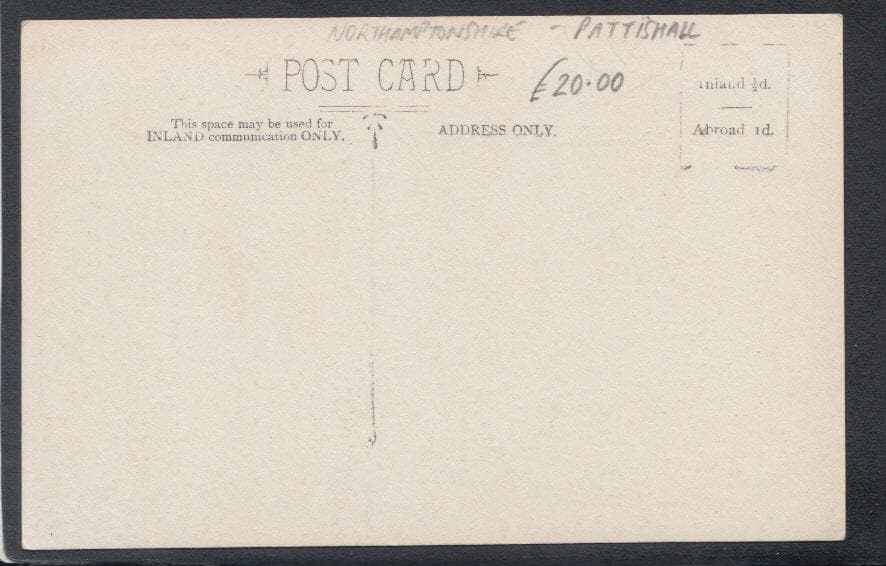 NORTHAMPTONSHIRE - PATTISHALL
POST CARD
£20.00
Inland ½d.
Abroad 1d.
This space may be used for
INLAND communication ONLY.
ADDRESS ONLY.